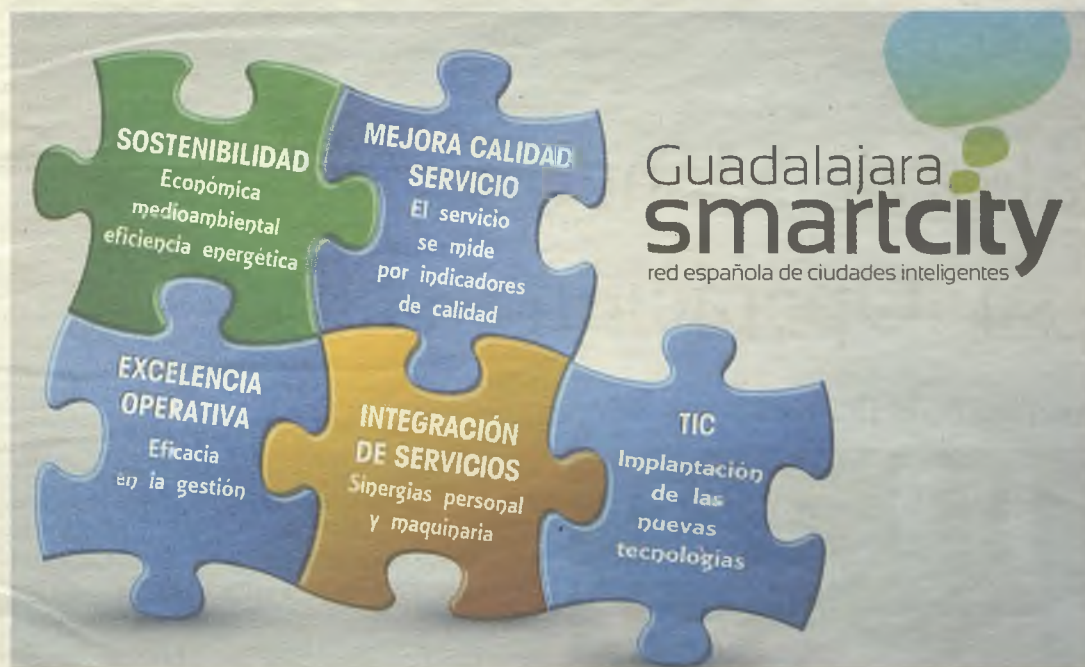 SOSTENIBILIDAD
Económica
medioambiental
eficiencia energética
MEJORA CALIDAD
SERVICIO
El servicio
se mide
por indicadores
de calidad
Guadalajara
smartcity
red española de ciudades inteligentes
EXCELENCIA
OPERATIVA
Eficacia
en la gestión
INTEGRACIÓN
DE SERVICIOS
Sinergias personal
y maquinaria
TIC
Implantación
de las
nuevas
tecnologías